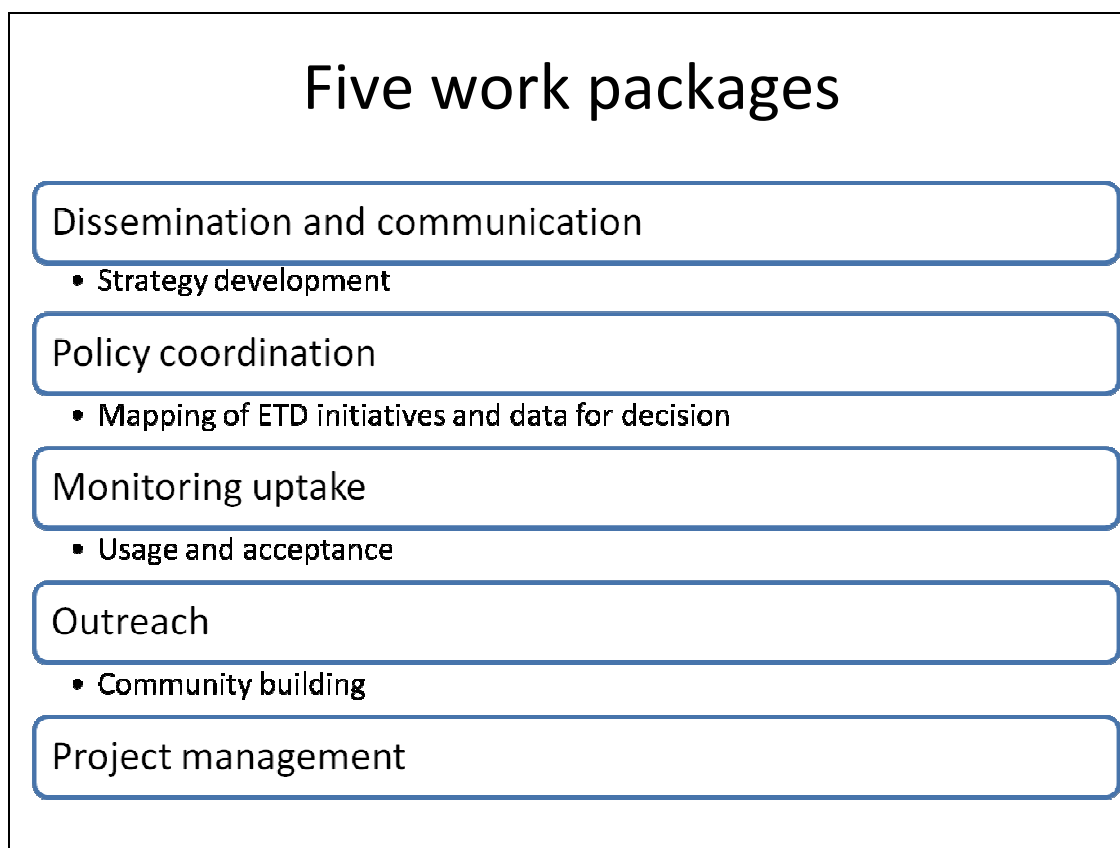 Five work packages
Dissemination and communication
• Strategy development
Policy coordination
• Mapping of ETD initiatives and data for decision
Monitoring uptake
• Usage and acceptance
Outreach
• Community building
Project management